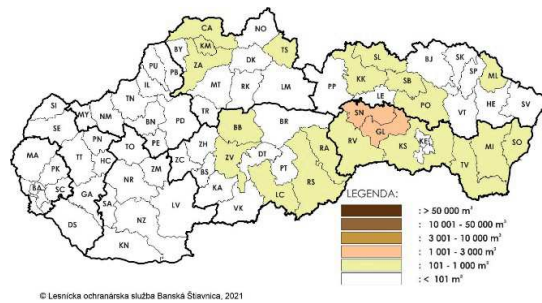 CA
NO
BY
KM
TS
ZA
DK
PU
PB
IL
MT
RK
LM
TN
TR
BN
PD
SI
MY
NM
SE
PN
PE
TO
HC
TT
MA
PK
BA
SC
GA
DS
SA
NR
ZM
NZ
KN
LV
ZC
ZH
BS
KA
VK
BB
BR
ZV
DT
PT
LC
RA
RS
PP
KK
SL
LE
SB
PO
BJ
SK
SP
ML
HE
SV
VT
SN
GL
RV
KS
KE
TV
MI
SO
LEGENDA:
: > 50 000 m³
: 10 001 - 50 000 m³
: 3 001 - 10 000 m³
: 1 001 - 3 000 m³
: 101 - 1 000 m³
: < 101 m³
© Lesnícka ochranárska služba Banská Štiavnica, 2021